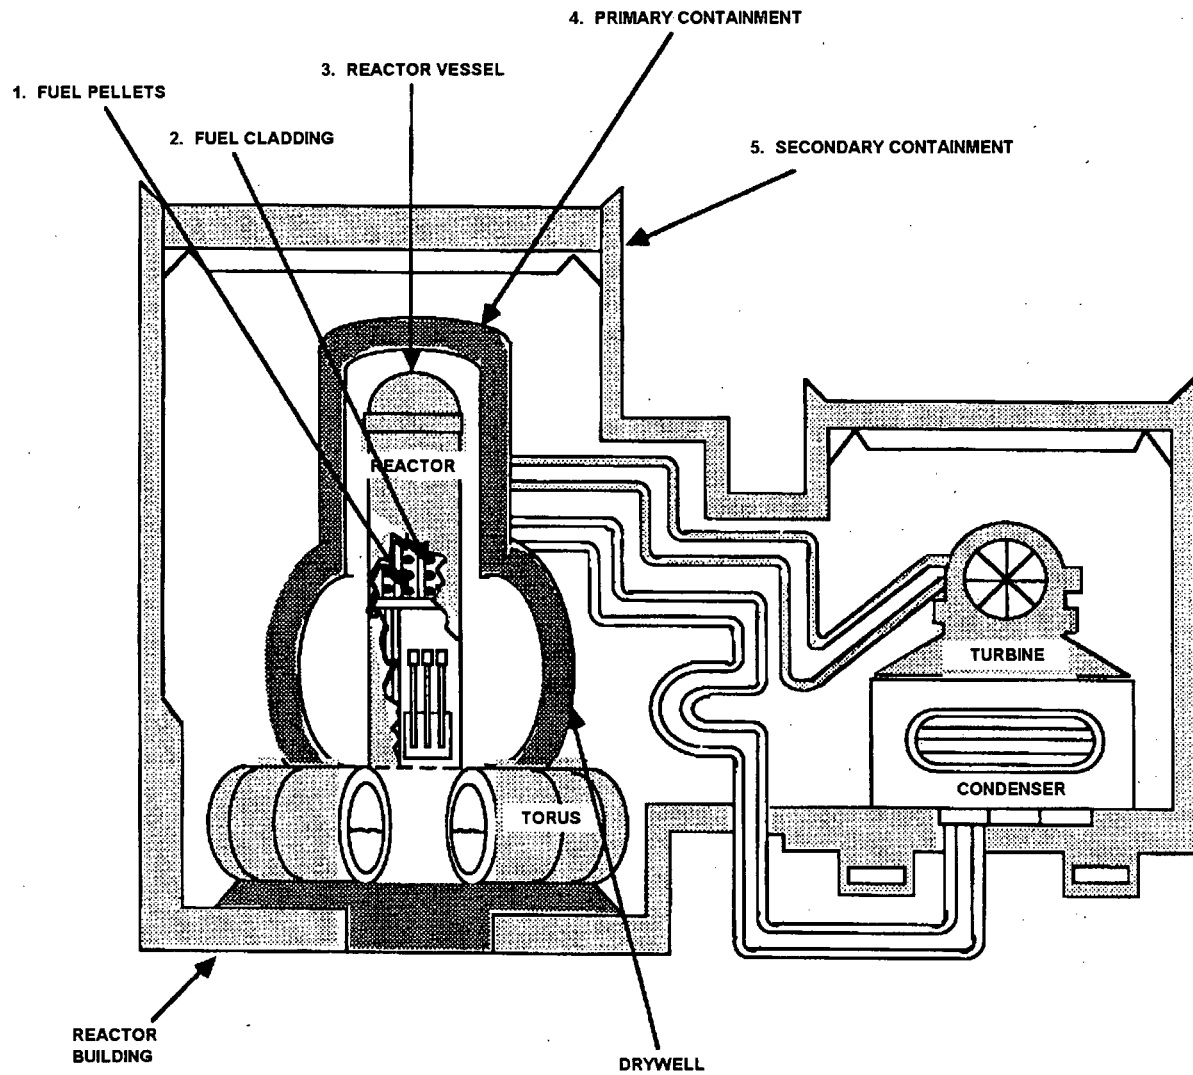 4. PRIMARY CONTAINMENT
3. REACTOR VESSEL
1. FUEL PELLETS
2. FUEL CLADDING
5. SECONDARY CONTAINMENT
REACTOR
TURBINE
CONDENSER
TORUS
REACTOR
BUILDING
DRYWELL